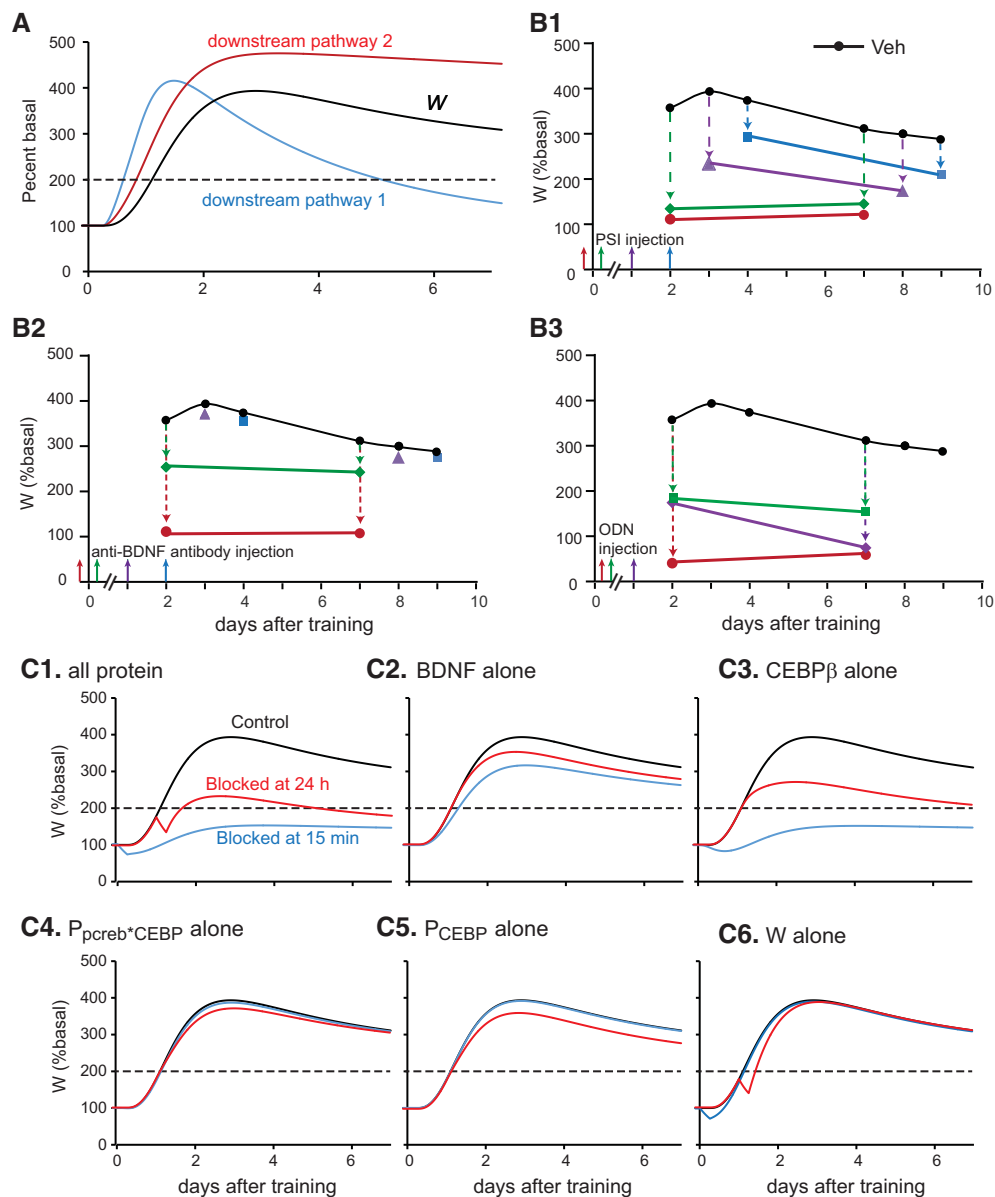 A
500
400
300
200
100
0
Pecent basal
downstream pathway 2
W
downstream pathway 1
0
2
4
6
B1
Veh
500
400
300
200
100
0
W (%basal)
PSI injection
0
2
3
4
6
8
10
B2
500
400
300
200
100
0
W (%basal)
anti-BDNF antibody injection
0
2
4
6
8
10
days after training
B3
500
400
300
200
100
0
ODN
injection
0
2
4
6
8
10
days after training
C1. all protein
500
400
300
200
100
0
W (%basal)
Control
Blocked at 24 h
Blocked at 15 min
C2. BDNF alone
C3. CEBPβ alone
C4. Ppcreb*CEBP alone
500
400
300
200
100
0
W (%basal)
0
2
4
6
days after training
C5. PCEBP alone
0
2
4
6
days after training
C6. W alone
0
2
4
6
days after training